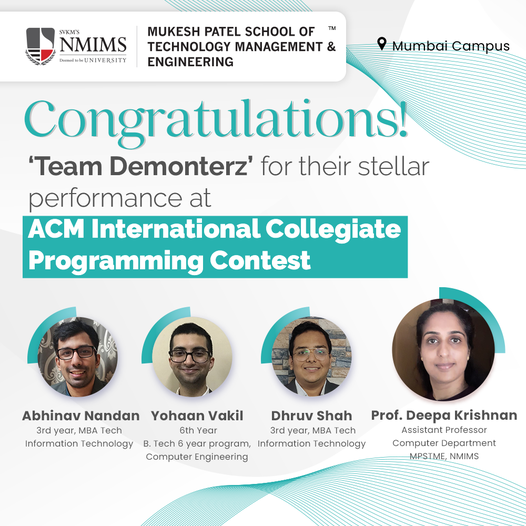 SVKM'S
NMIMS
Deemed to be UNIVERSITY
MUKESH PATEL SCHOOL OF
TECHNOLOGY MANAGEMENT &
ENGINEERING
™
Mumbai Campus
Congratulations!
‘Team Demonterz’ for their stellar
performance at
ACM International Collegiate
Programming Contest
Abhinav Nandan
3rd year, MBA Tech
Information Technology
Yohaan Vakil
6th Year
B. Tech 6 year program,
Computer Engineering
Dhruv Shah
3rd year, MBA Tech
Information Technology
Prof. Deepa Krishnan
Assistant Professor
Computer Department
MPSTME, NMIMS